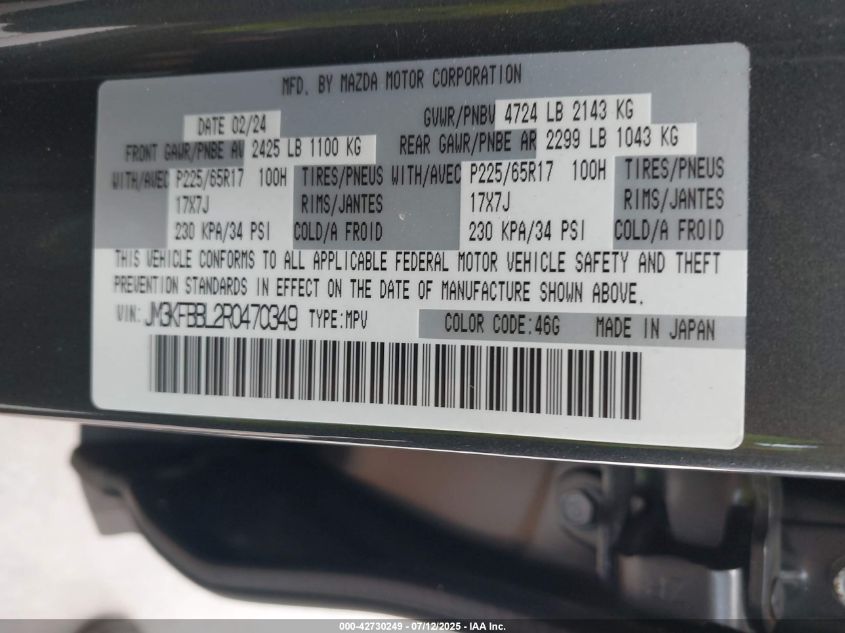 MFD. BY MAZDA MOTOR CORPORATION
DATE 02/24 GVWR/PNBV 4724 LB 2143 KG
FRONT GAWR/PNBE AV 2425 LB 1100 KG REAR GAWR/PNBE AR 2299 LB 1043 KG
WITH/AVEC P225/65R17 100H TIRES/PNEUS WITH/AVEC P225/65R17 100H TIRES/PNEUS
17X7J RIMS/JANTES 17X7J RIMS/JANTES
230 KPA/34 PSI COLD/A FROID 230 KPA/34 PSI COLD/A FROID
THIS VEHICLE CONFORMS TO ALL APPLICABLE FEDERAL MOTOR VEHICLE SAFETY AND THEFT
PREVENTION STANDARDS IN EFFECT ON THE DATE OF MANUFACTURE SHOWN ABOVE.
VIN: JM3KFBBL2R0470349 TYPE:MPV COLOR CODE:46G MADE IN JAPAN
000-42730249 - 07/12/2025 - IAA Inc.